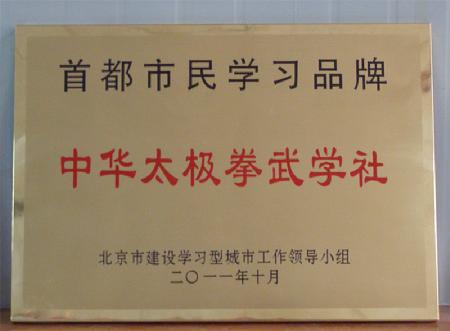 首都市民学习品牌
中华太极拳武学社
北京市建设学习型城市工作领导小组
二〇一一年十月